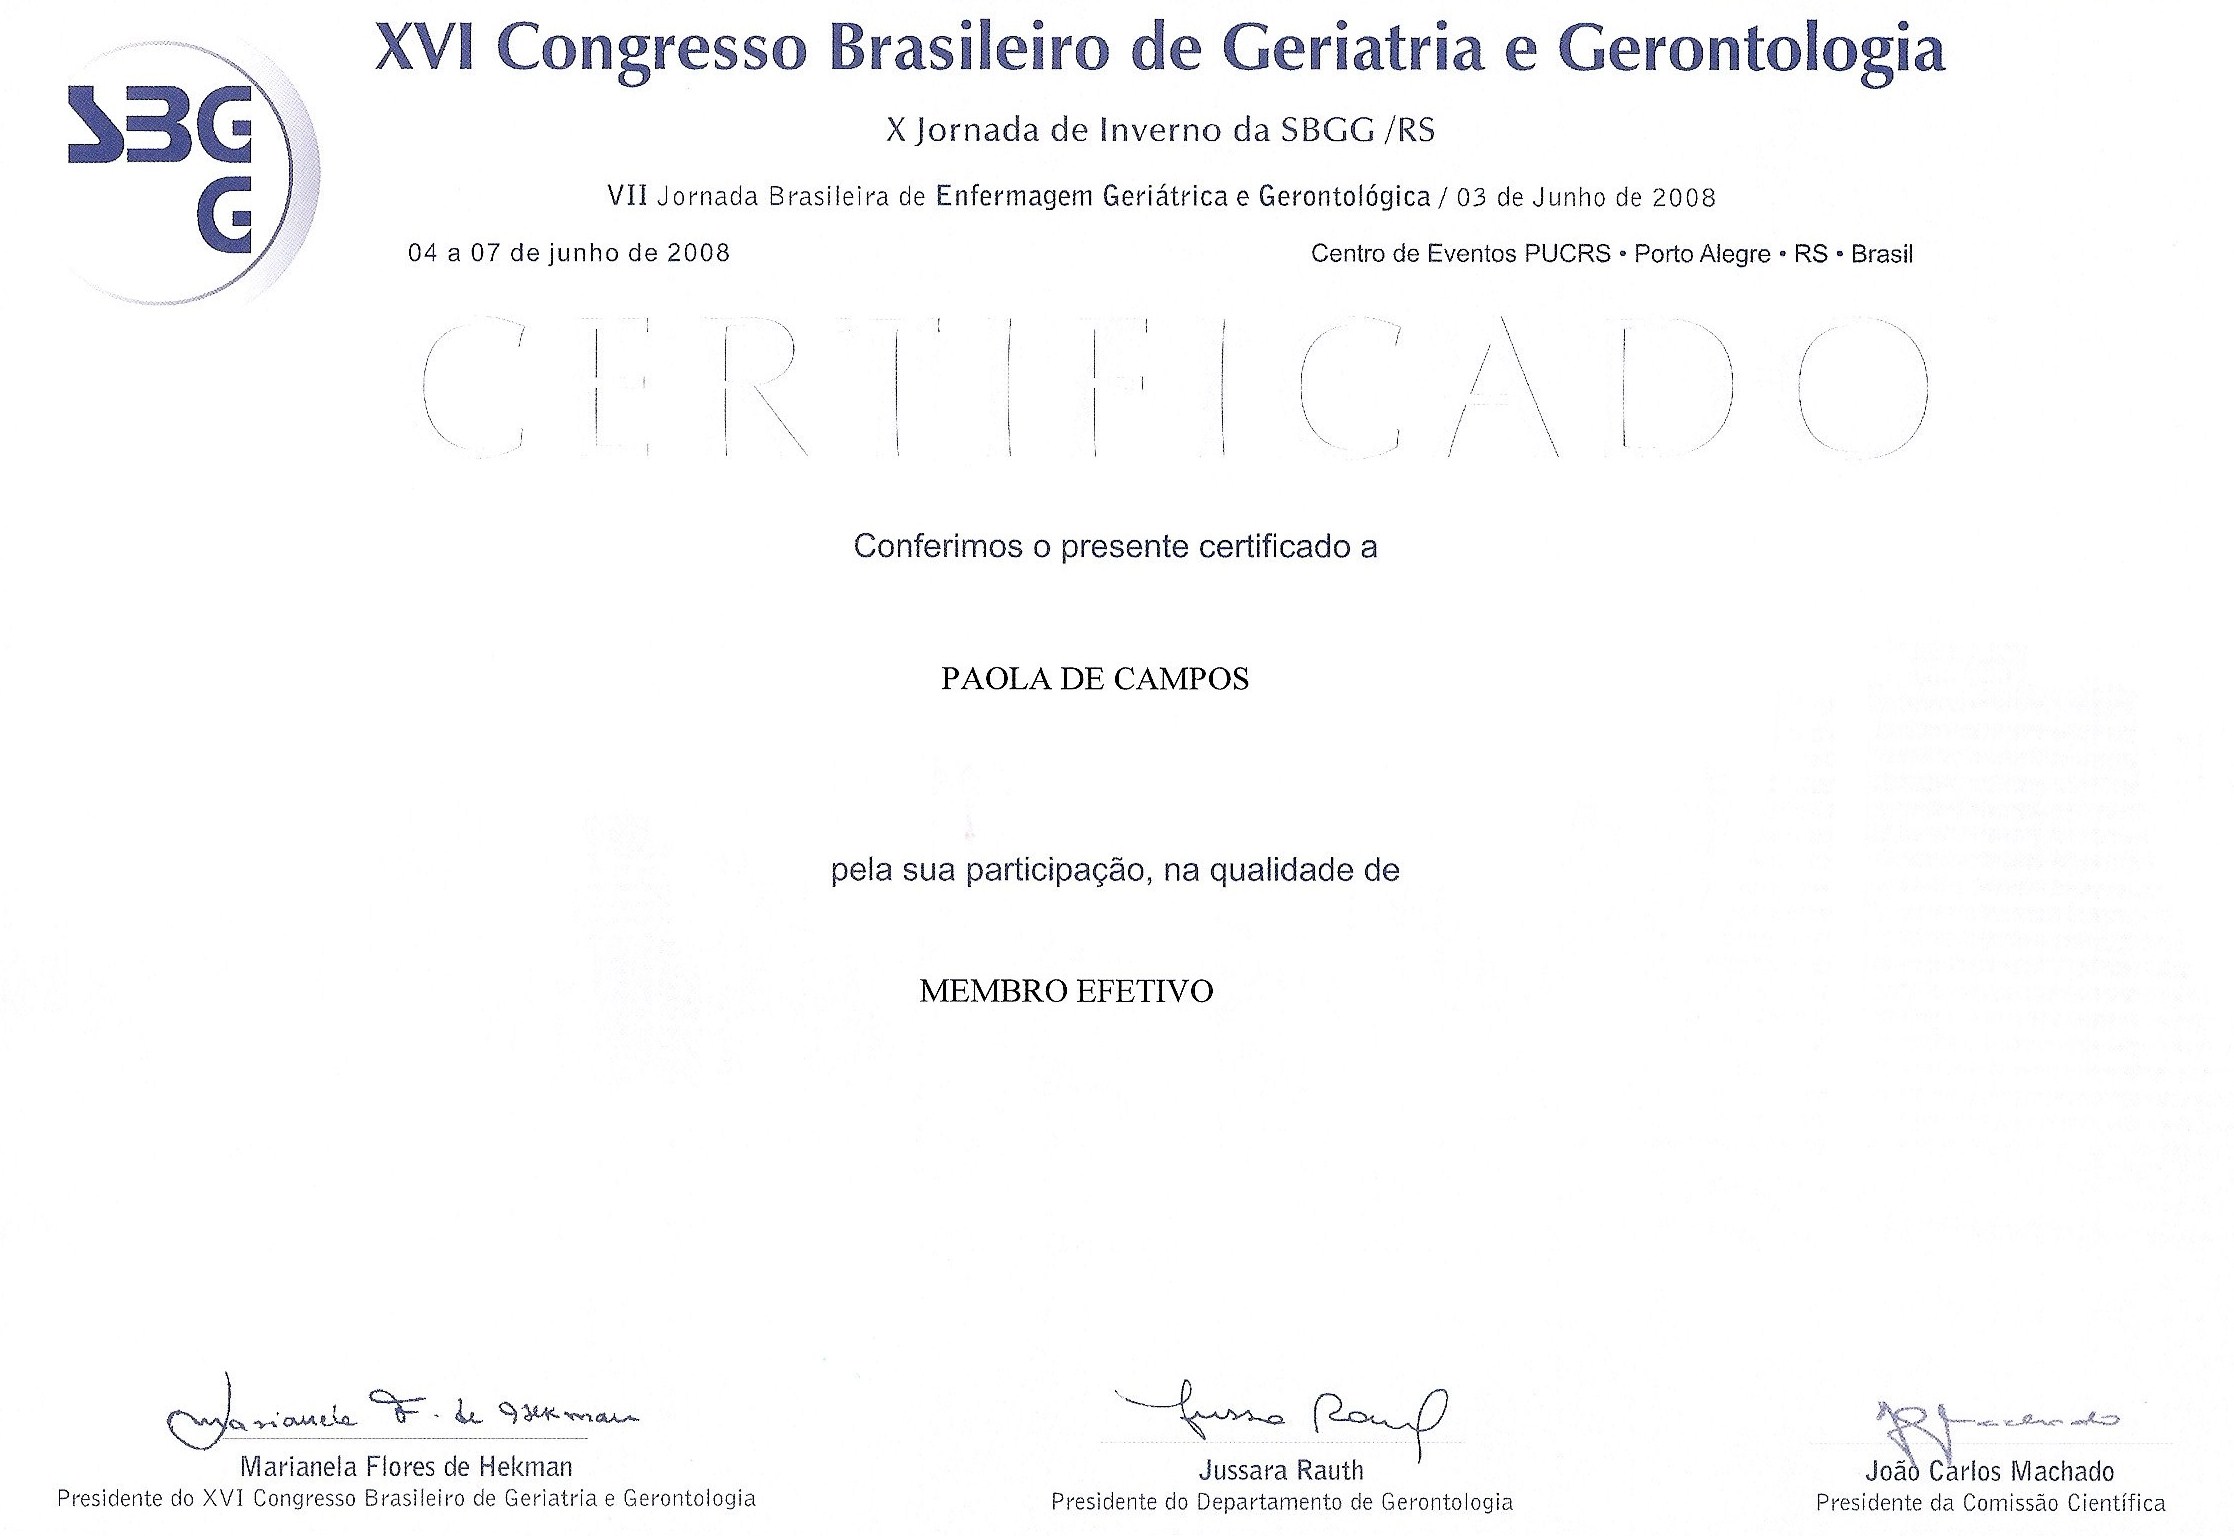 SBG
G
XVI Congresso Brasileiro de Geriatria e Gerontologia
X Jornada de Inverno da SBGG /RS
VII Jornada Brasileira de Enfermagem Geriátrica e Gerontológica / 03 de Junho de 2008
04 a 07 de junho de 2008
Centro de Eventos PUCRS • Porto Alegre • RS • Brasil
CERTIFICADO
Conferimos o presente certificado a
PAOLA DE CAMPOS
pela sua participação, na qualidade de
MEMBRO EFETIVO
Marianela F. de Hekman
Jussara Rauth
Marianela Flores de Hekman
Presidente do XVI Congresso Brasileiro de Geriatria e Gerontologia
Jussara Rauth
Presidente do Departamento de Gerontologia
João Carlos Machado
Presidente da Comissão Científica